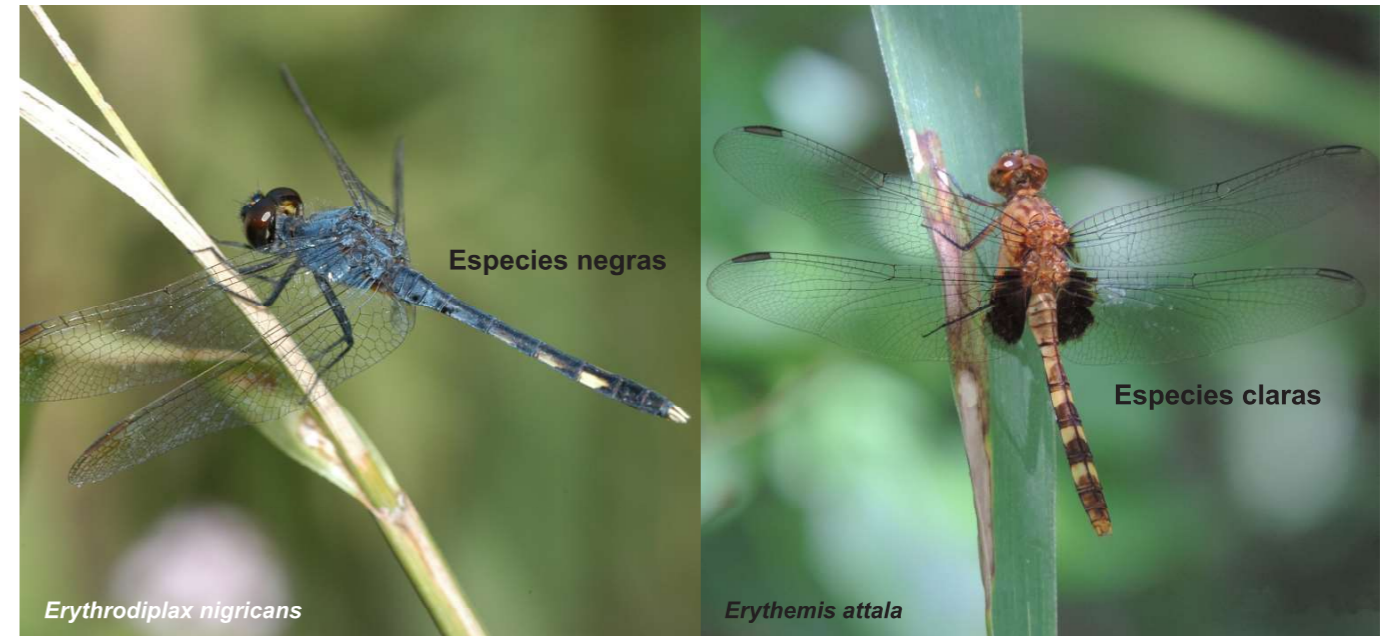 Especies negras
Especies claras
Erythrodiplax nigricans
Erythemis attala